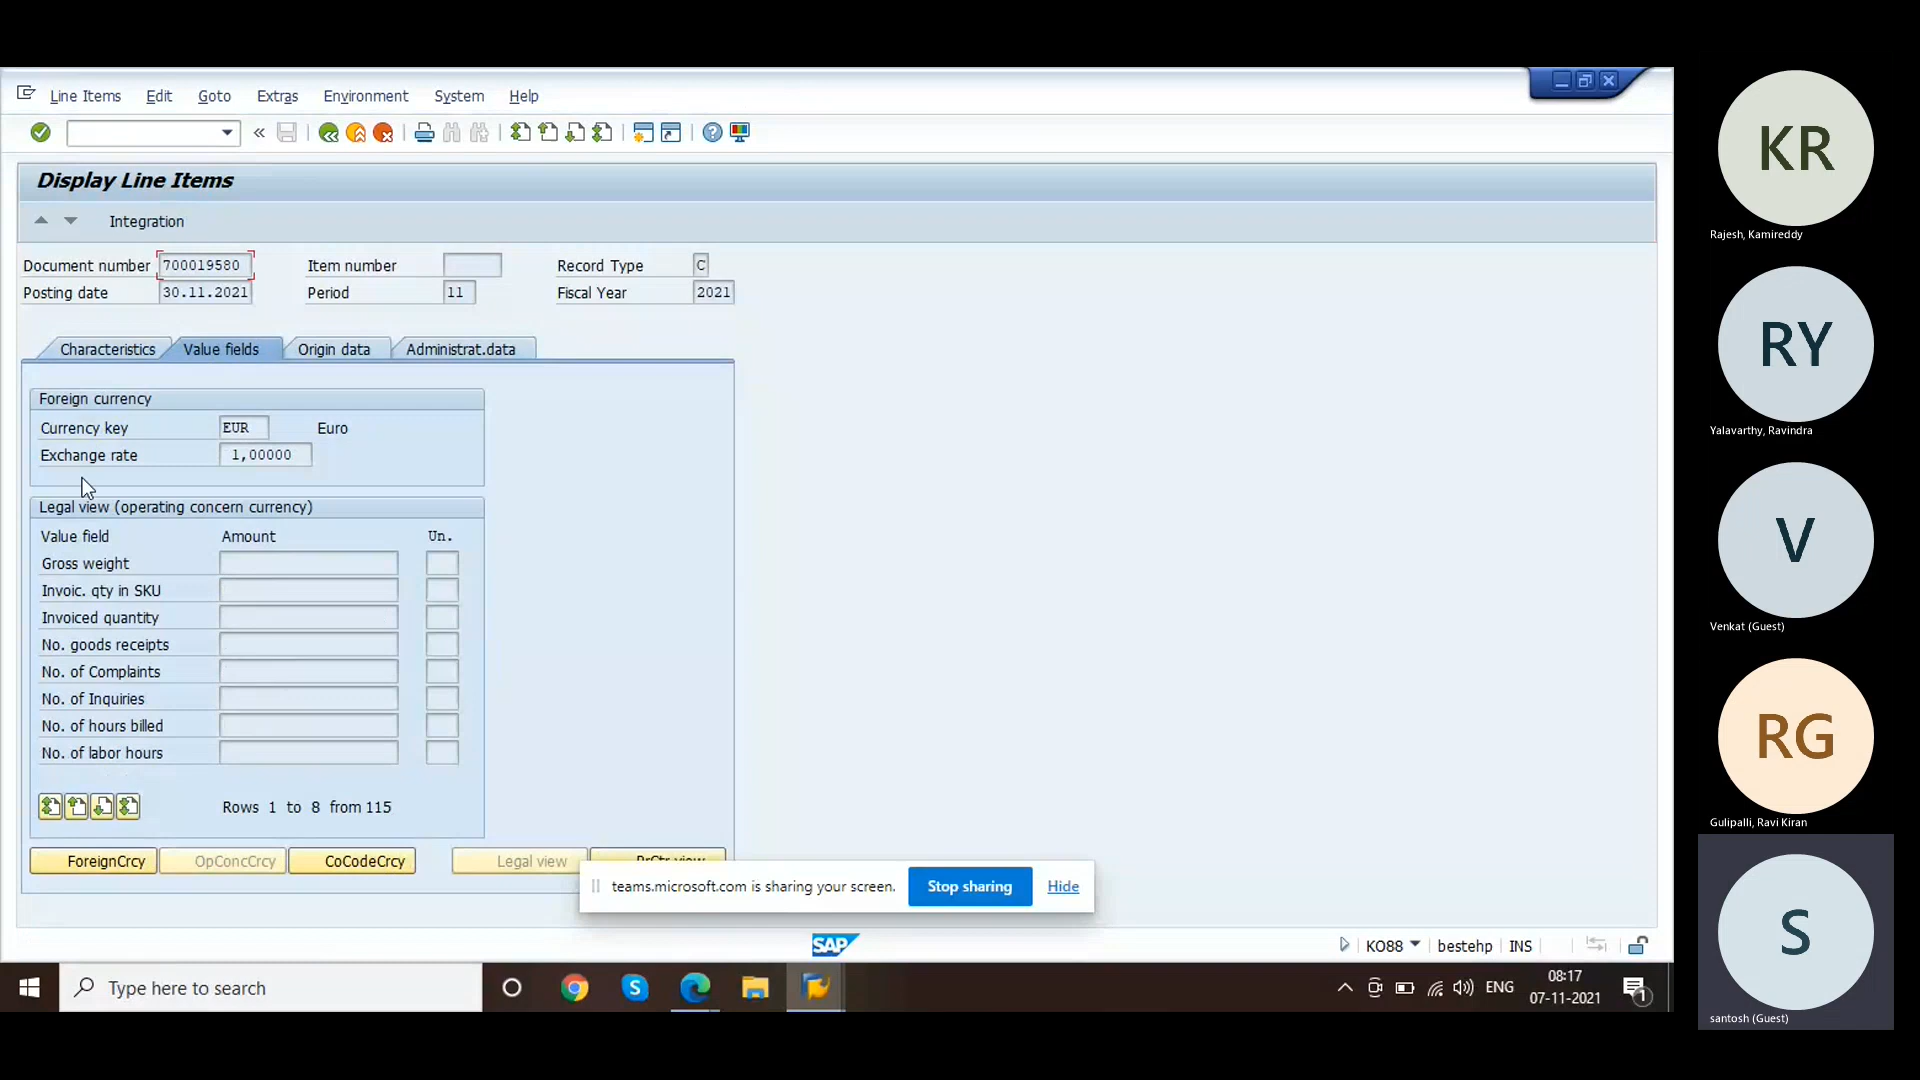 Line Items Edit Goto Extras Environment System Help
Display Line Items
Integration
Document number 700019580 Item number Record Type C
Posting date 30.11.2021 Period 11 Fiscal Year 2021
Characteristics Value fields Origin data Administrat.data
Foreign currency
Currency key EUR Euro
Exchange rate 1,00000
Legal view (operating concern currency)
Value field Amount Un.
Gross weight
Invoic. qty in SKU
Invoiced quantity
No. goods receipts
No. of Complaints
No. of Inquiries
No. of hours billed
No. of labor hours
Rows 1 to 8 from 115
ForeignCrcy OpConcCrcy CoCodeCrcy Legal view PrCtr view
teams.microsoft.com is sharing your screen. Stop sharing Hide
SAP KO88 bestehp INS
Type here to search
S
ENG 08:17
07-11-2021
1
KR
Rajesh, Kamireddy
RY
Yalavarthy, Ravindra
V
Venkat (Guest)
RG
Gulipalli, Ravi Kiran
S
santosh (Guest)